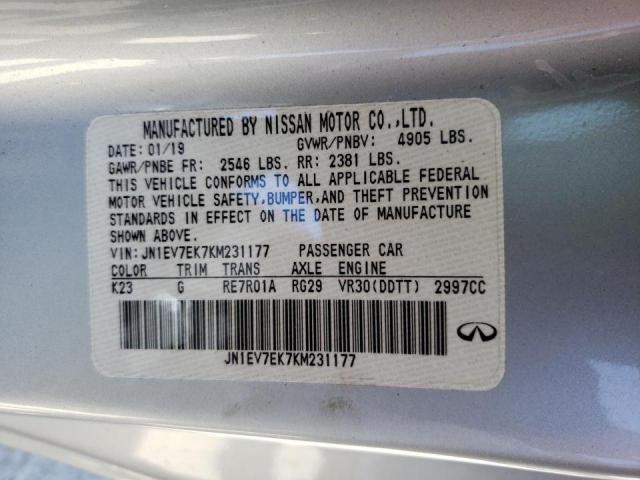 MANUFACTURED BY NISSAN MOTOR CO.,LTD.
DATE: 01/19 GVWR/PNBV: 4905 LBS.
GAWR/PNBE FR: 2546 LBS. RR: 2381 LBS.
THIS VEHICLE CONFORMS TO ALL APPLICABLE FEDERAL
MOTOR VEHICLE SAFETY,BUMPER,AND THEFT PREVENTION
STANDARDS IN EFFECT ON THE DATE OF MANUFACTURE
SHOWN ABOVE.
VIN: JN1EV7EK7KM231177 PASSENGER CAR
COLOR TRIM TRANS AXLE ENGINE
K23 G RE7R01A RG29 VR30(DDTT) 2997CC
JN1EV7EK7KM231177